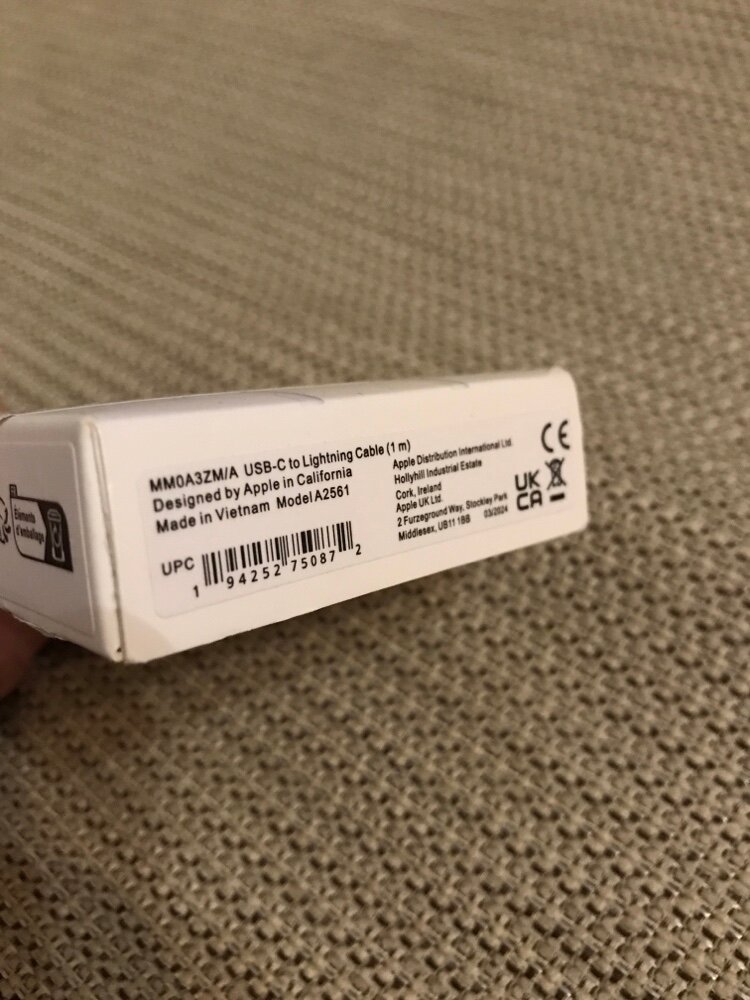 Éléments
d'emballage
MM0A3ZM/A USB-C to Lightning Cable (1 m)
Designed by Apple in California
Made in Vietnam Model A2561
UPC
1 94252 75087 2
Apple Distribution International Ltd.
Hollyhill Industrial Estate
Cork, Ireland
Apple UK Ltd.
2 Furzeground Way, Stockley Park
Middlesex, UB11 1BB 03/2024
CE
UK
CA